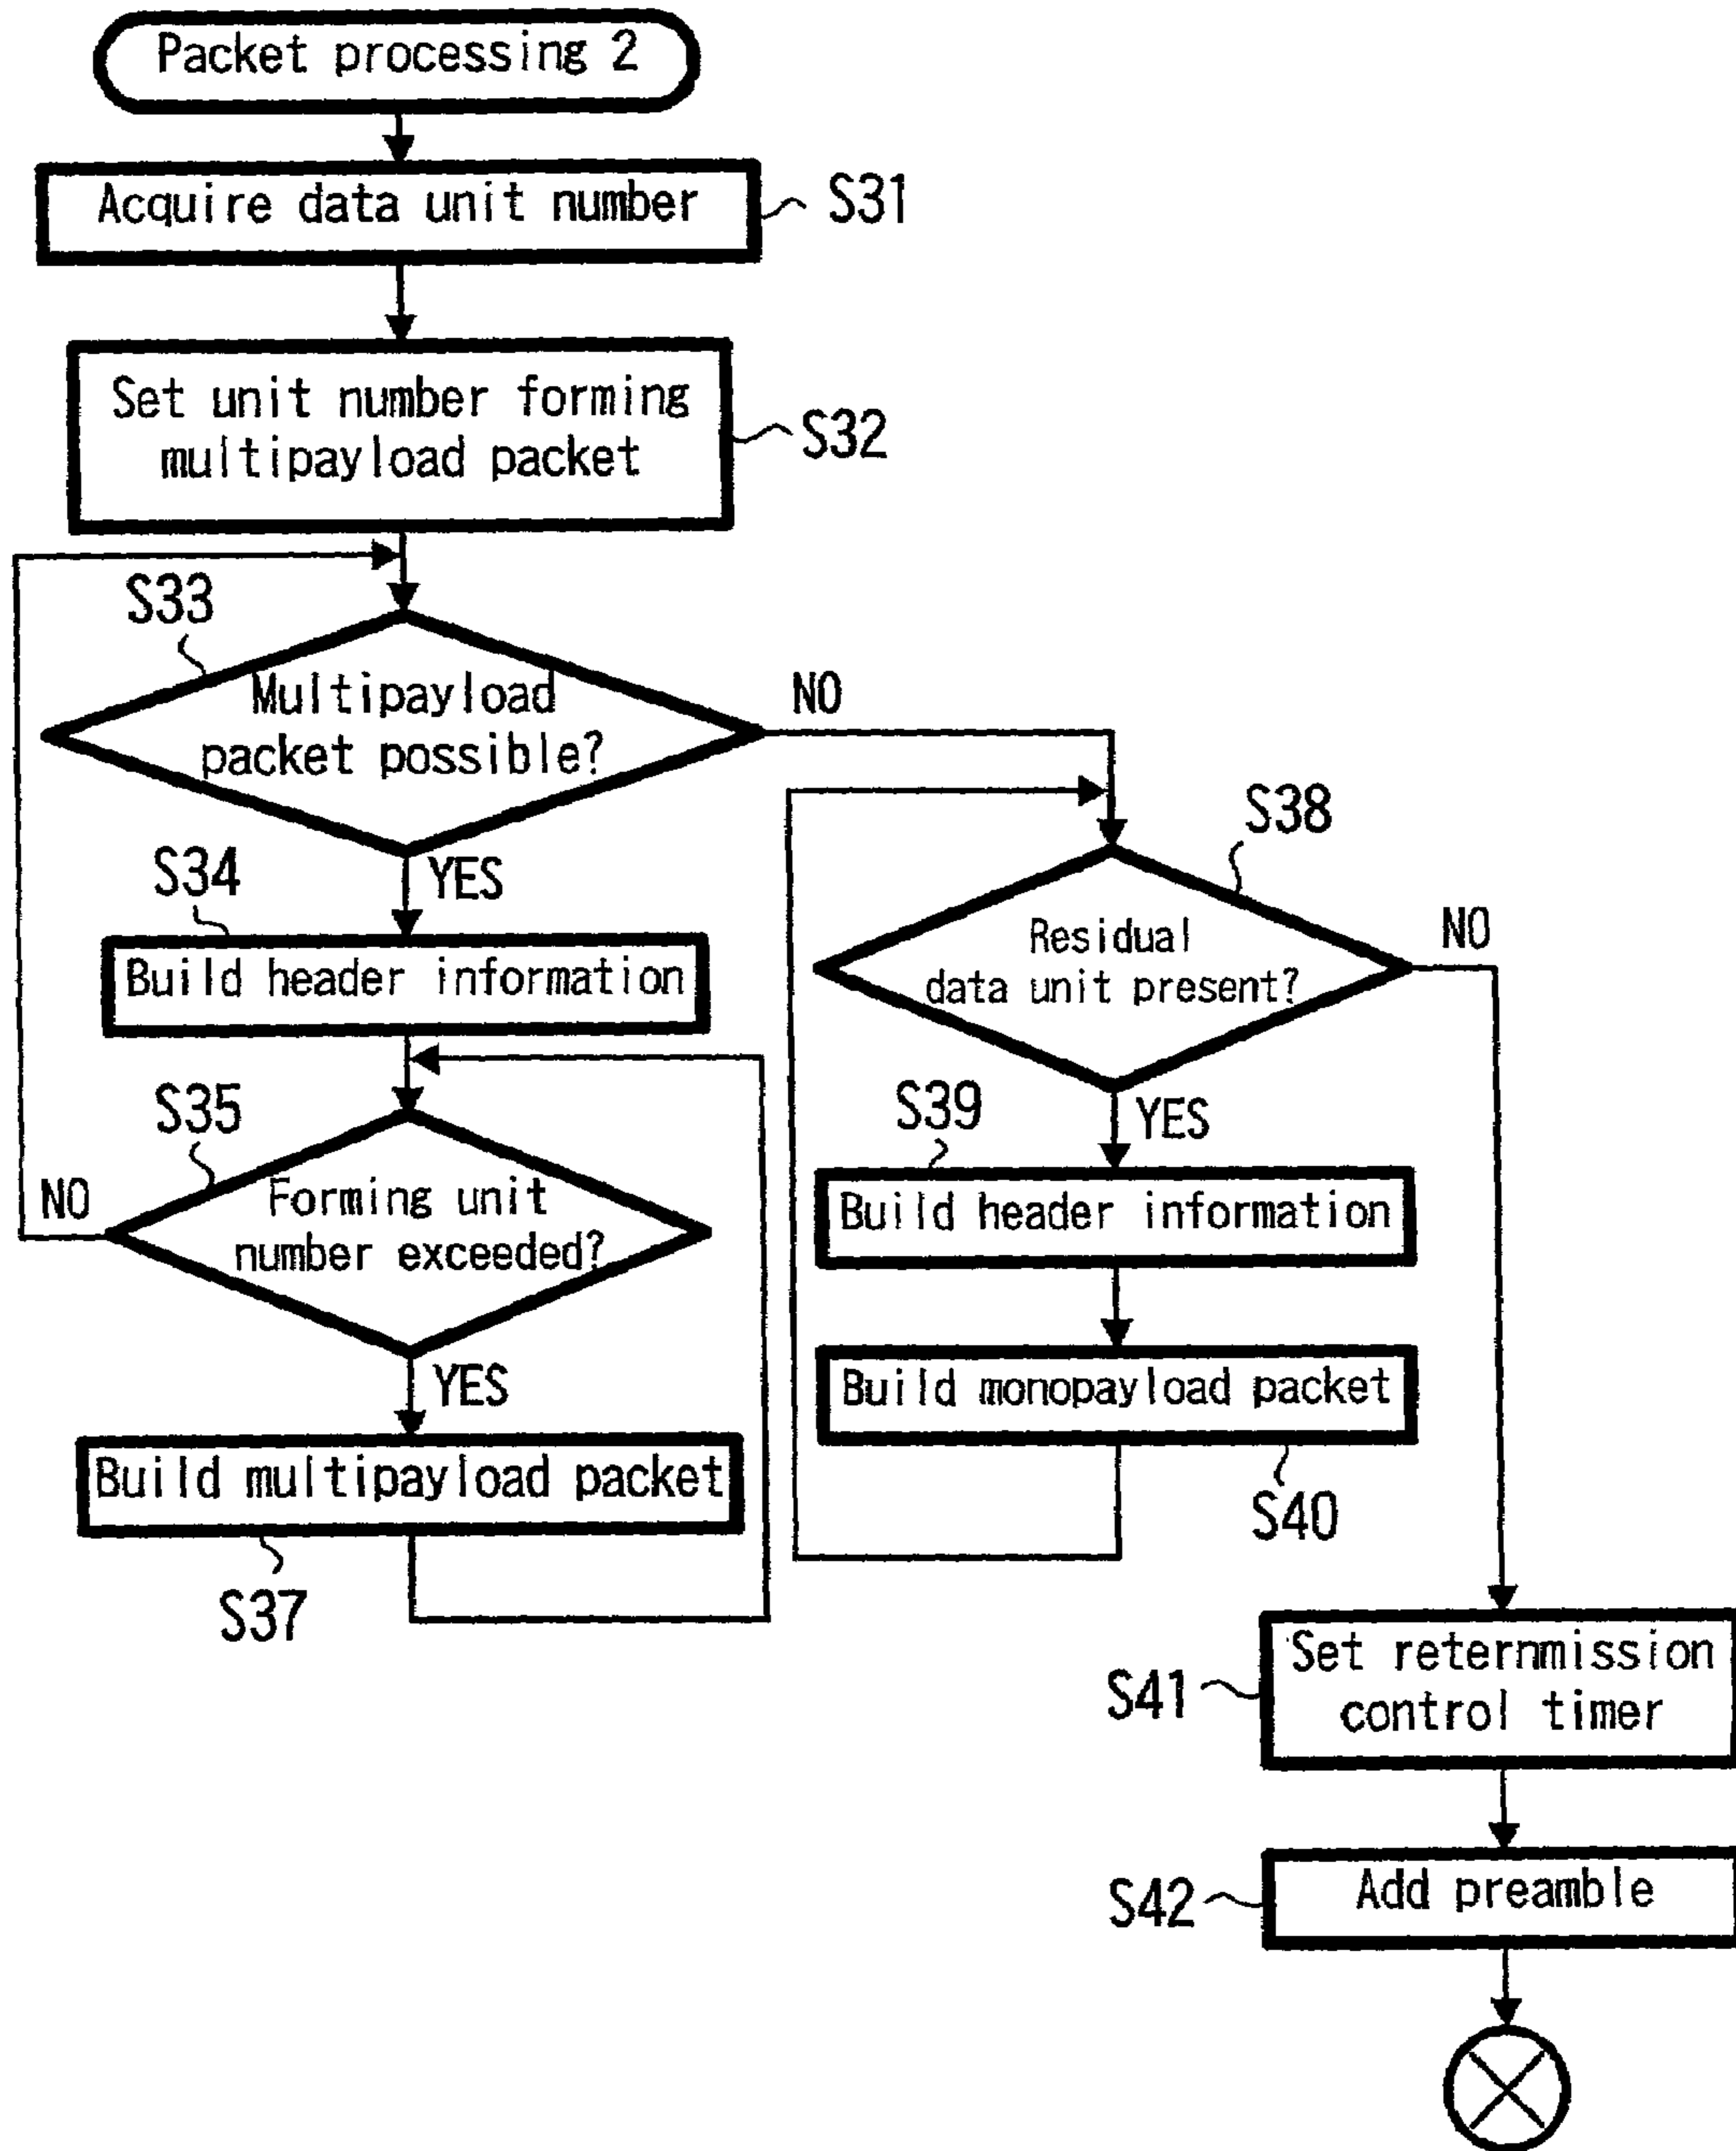 Packet processing 2
Acquire data unit number
S31
Set unit number forming
multipayload packet
S32
S33
Multipayload
packet possible?
NO
YES
S34
Build header information
S35
Forming unit
number exceeded?
NO
YES
Build multipayload packet
S37
S38
Residual
data unit present?
NO
YES
S39
Build header information
Build monopayload packet
S40
Set reternmission
control timer
S41
Add preamble
S42